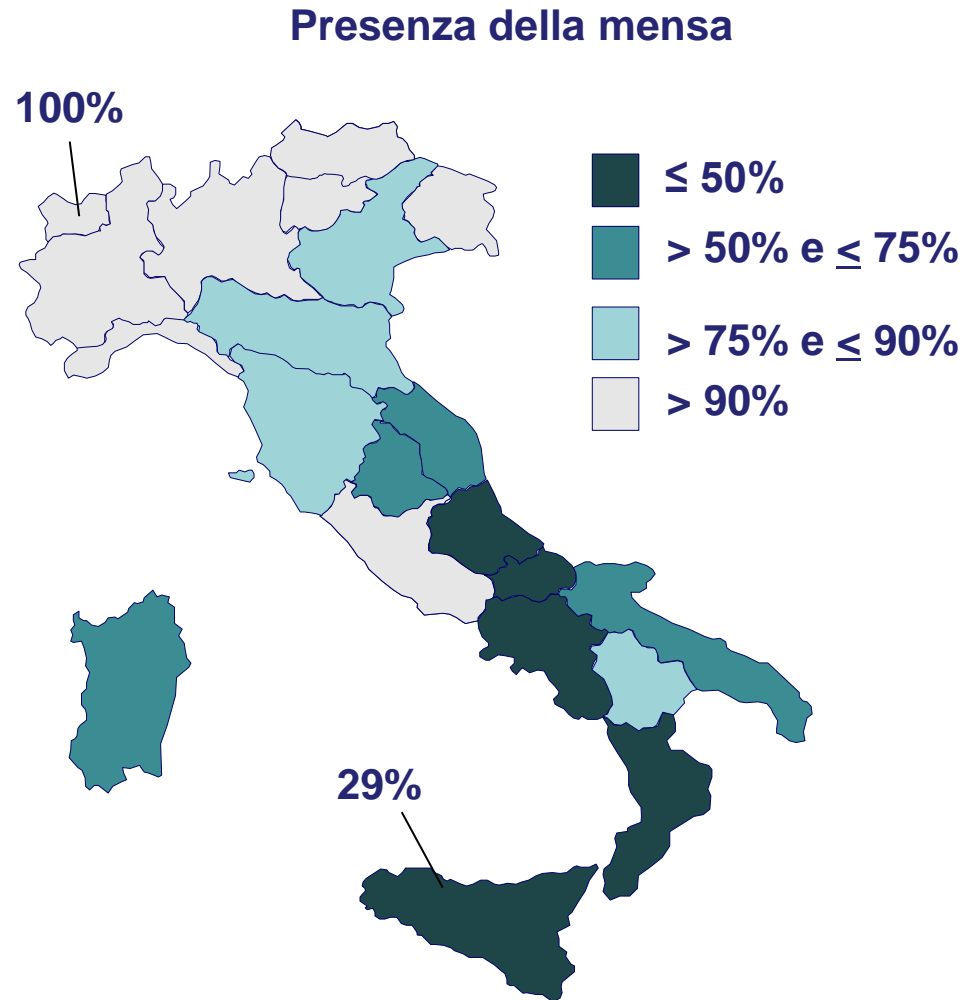 Presenza della mensa
100%
≤ 50%
> 50% e ≤ 75%
> 75% e ≤ 90%
> 90%
29%